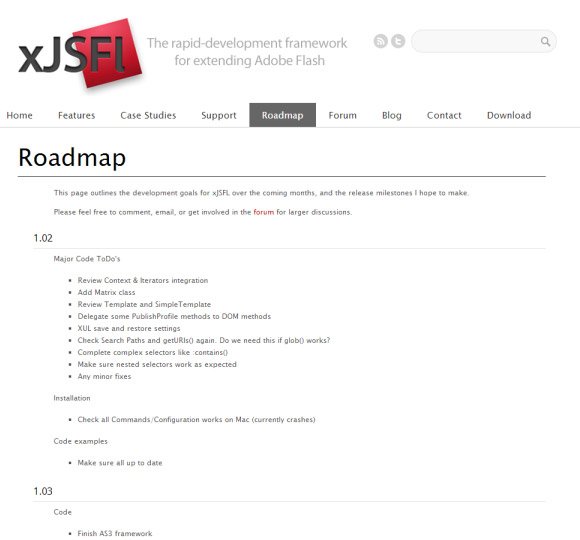 xJSFL
The rapid-development framework
for extending Adobe Flash
Home Features Case Studies Support Roadmap Forum Blog Contact Download
Roadmap
This page outlines the development goals for xJSFL over the coming months, and the release milestones I hope to make.
Please feel free to comment, email, or get involved in the forum for larger discussions.
1.02
Major Code ToDo's
Review Context & Iterators integration
Add Matrix class
Review Template and SimpleTemplate
Delegate some PublishProfile methods to DOM methods
XUL save and restore settings
Check Search Paths and getURIs() again. Do we need this if glob() works?
Complete complex selectors like :contains()
Make sure nested selectors work as expected
Any minor fixes
Installation
Check all Commands/Configuration works on Mac (currently crashes)
Code examples
Make sure all up to date
1.03
Code
Finish AS3 framework